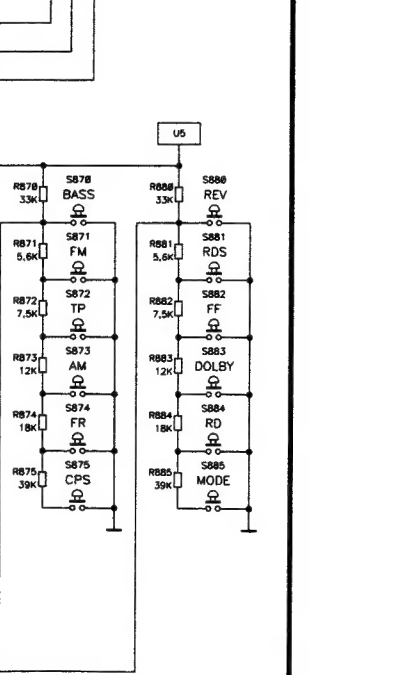 U5
R870
33K
S870
BASS
R871
5,6K
S871
FM
R872
7,5K
S872
TP
R873
12K
S873
AM
R874
18K
S874
FR
R875
39K
S875
CPS
R880
33K
S880
REV
R881
5,6K
S881
RDS
R882
7,5K
S882
FF
R883
12K
S883
DOLBY
R884
18K
S884
RD
R885
39K
S885
MODE